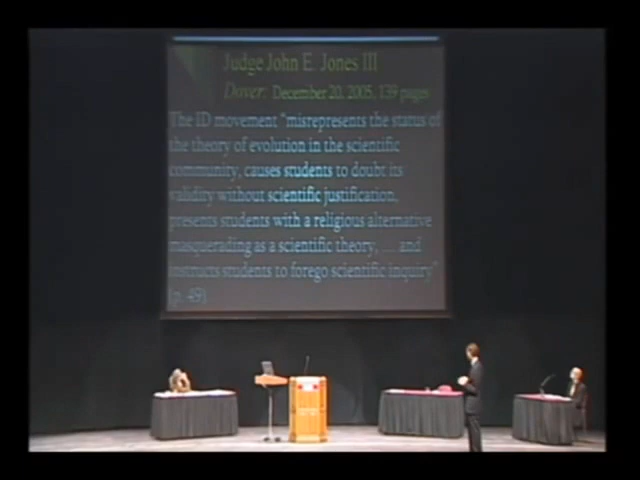 Judge John E. Jones III
Dover: December 20, 2005, 139 pages
The ID movement "misrepresents the status of
the theory of evolution in the scientific
community, causes students to doubt its
validity without scientific justification,
presents students with a religious alternative
masquerading as a scientific theory, ... and
instructs students to forego scientific inquiry"
(p. 49)